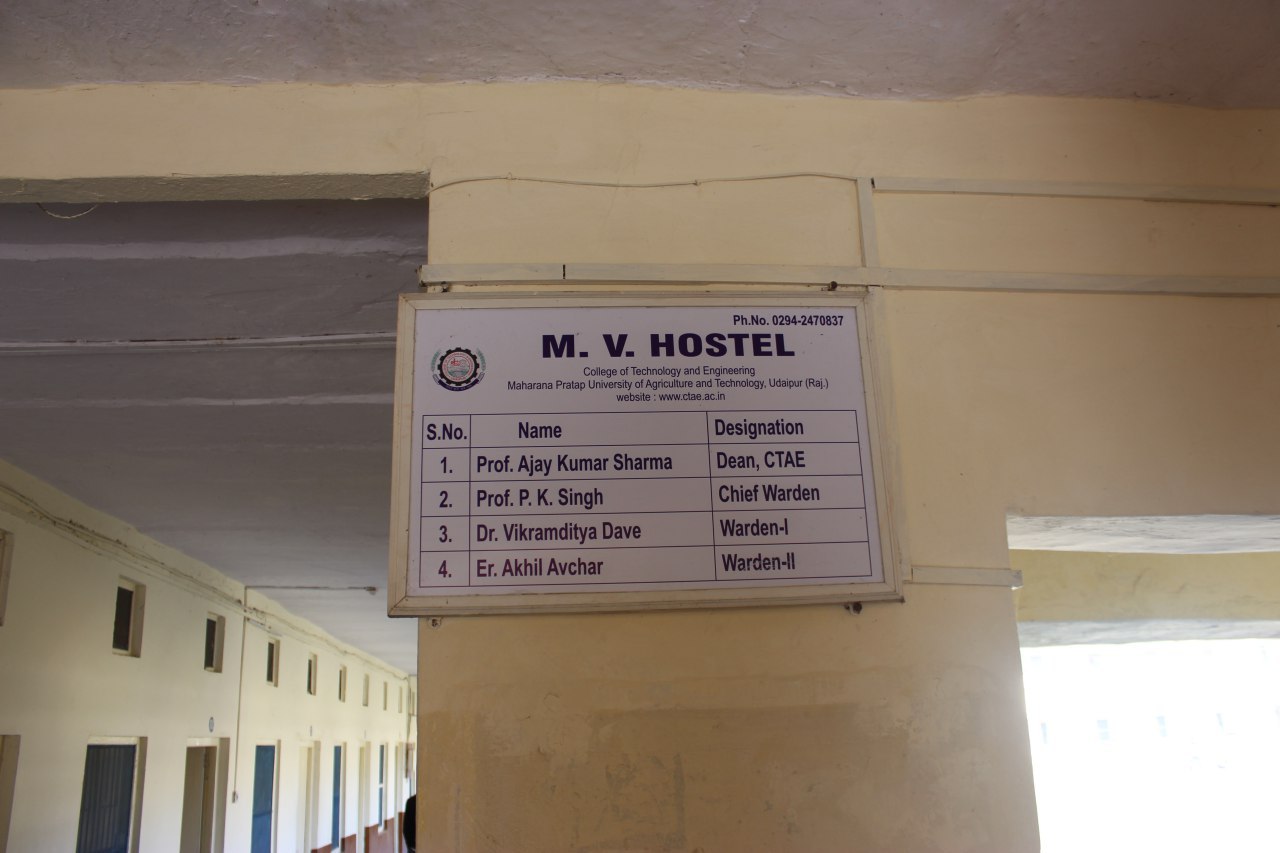 Ph.No. 0294-2470837
M. V. HOSTEL
College of Technology and Engineering
Maharana Pratap University of Agriculture and Technology, Udaipur (Raj.)
website : www.ctae.ac.in
S.No. Name Designation
1. Prof. Ajay Kumar Sharma Dean, CTAE
2. Prof. P. K. Singh Chief Warden
3. Dr. Vikramditya Dave Warden-I
4. Er. Akhil Avchar Warden-II